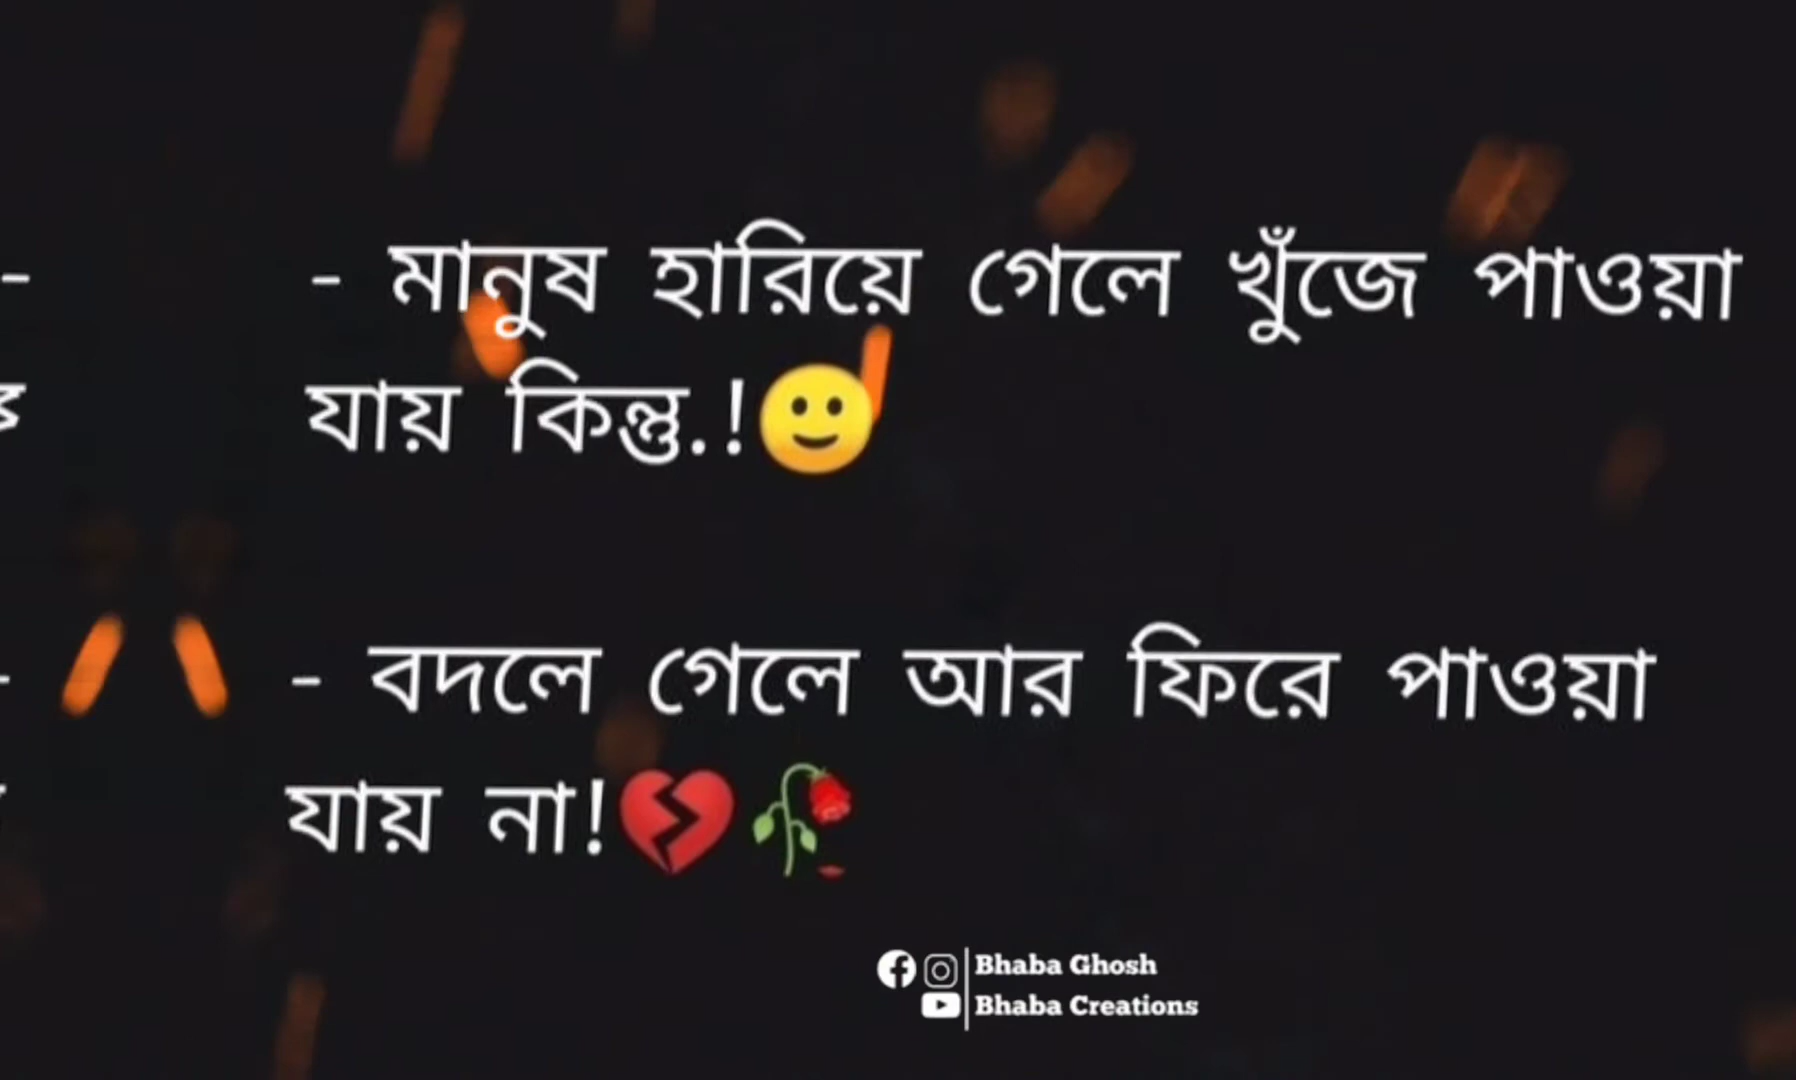 - মানুষ হারিয়ে গেলে খুঁজে পাওয়া
যায় কিন্তু.!🙂
- বদলে গেলে আর ফিরে পাওয়া
যায় না!💔🥀
Bhaba Ghosh
Bhaba Creations